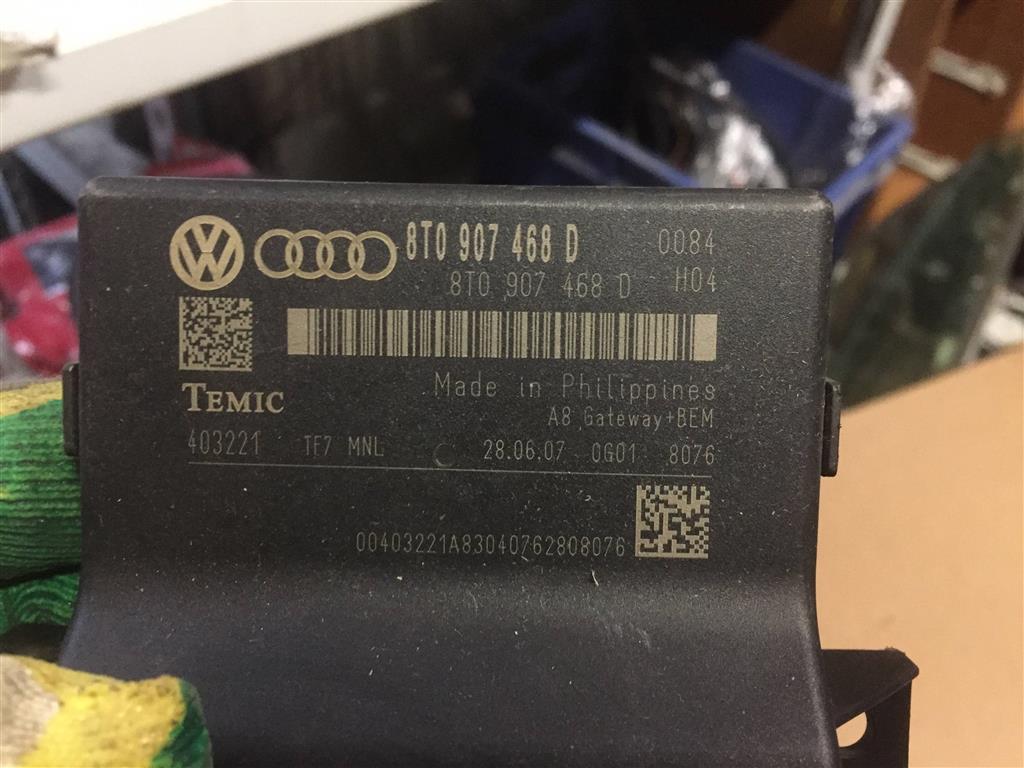 8T0 907 468 D 0084
8T0 907 468 D H04
Made in Philippines
TEMIC
A8 Gateway+BEM
403221 TF7 MNL 28.06.07 0G01 8076
00403221A83040762808076